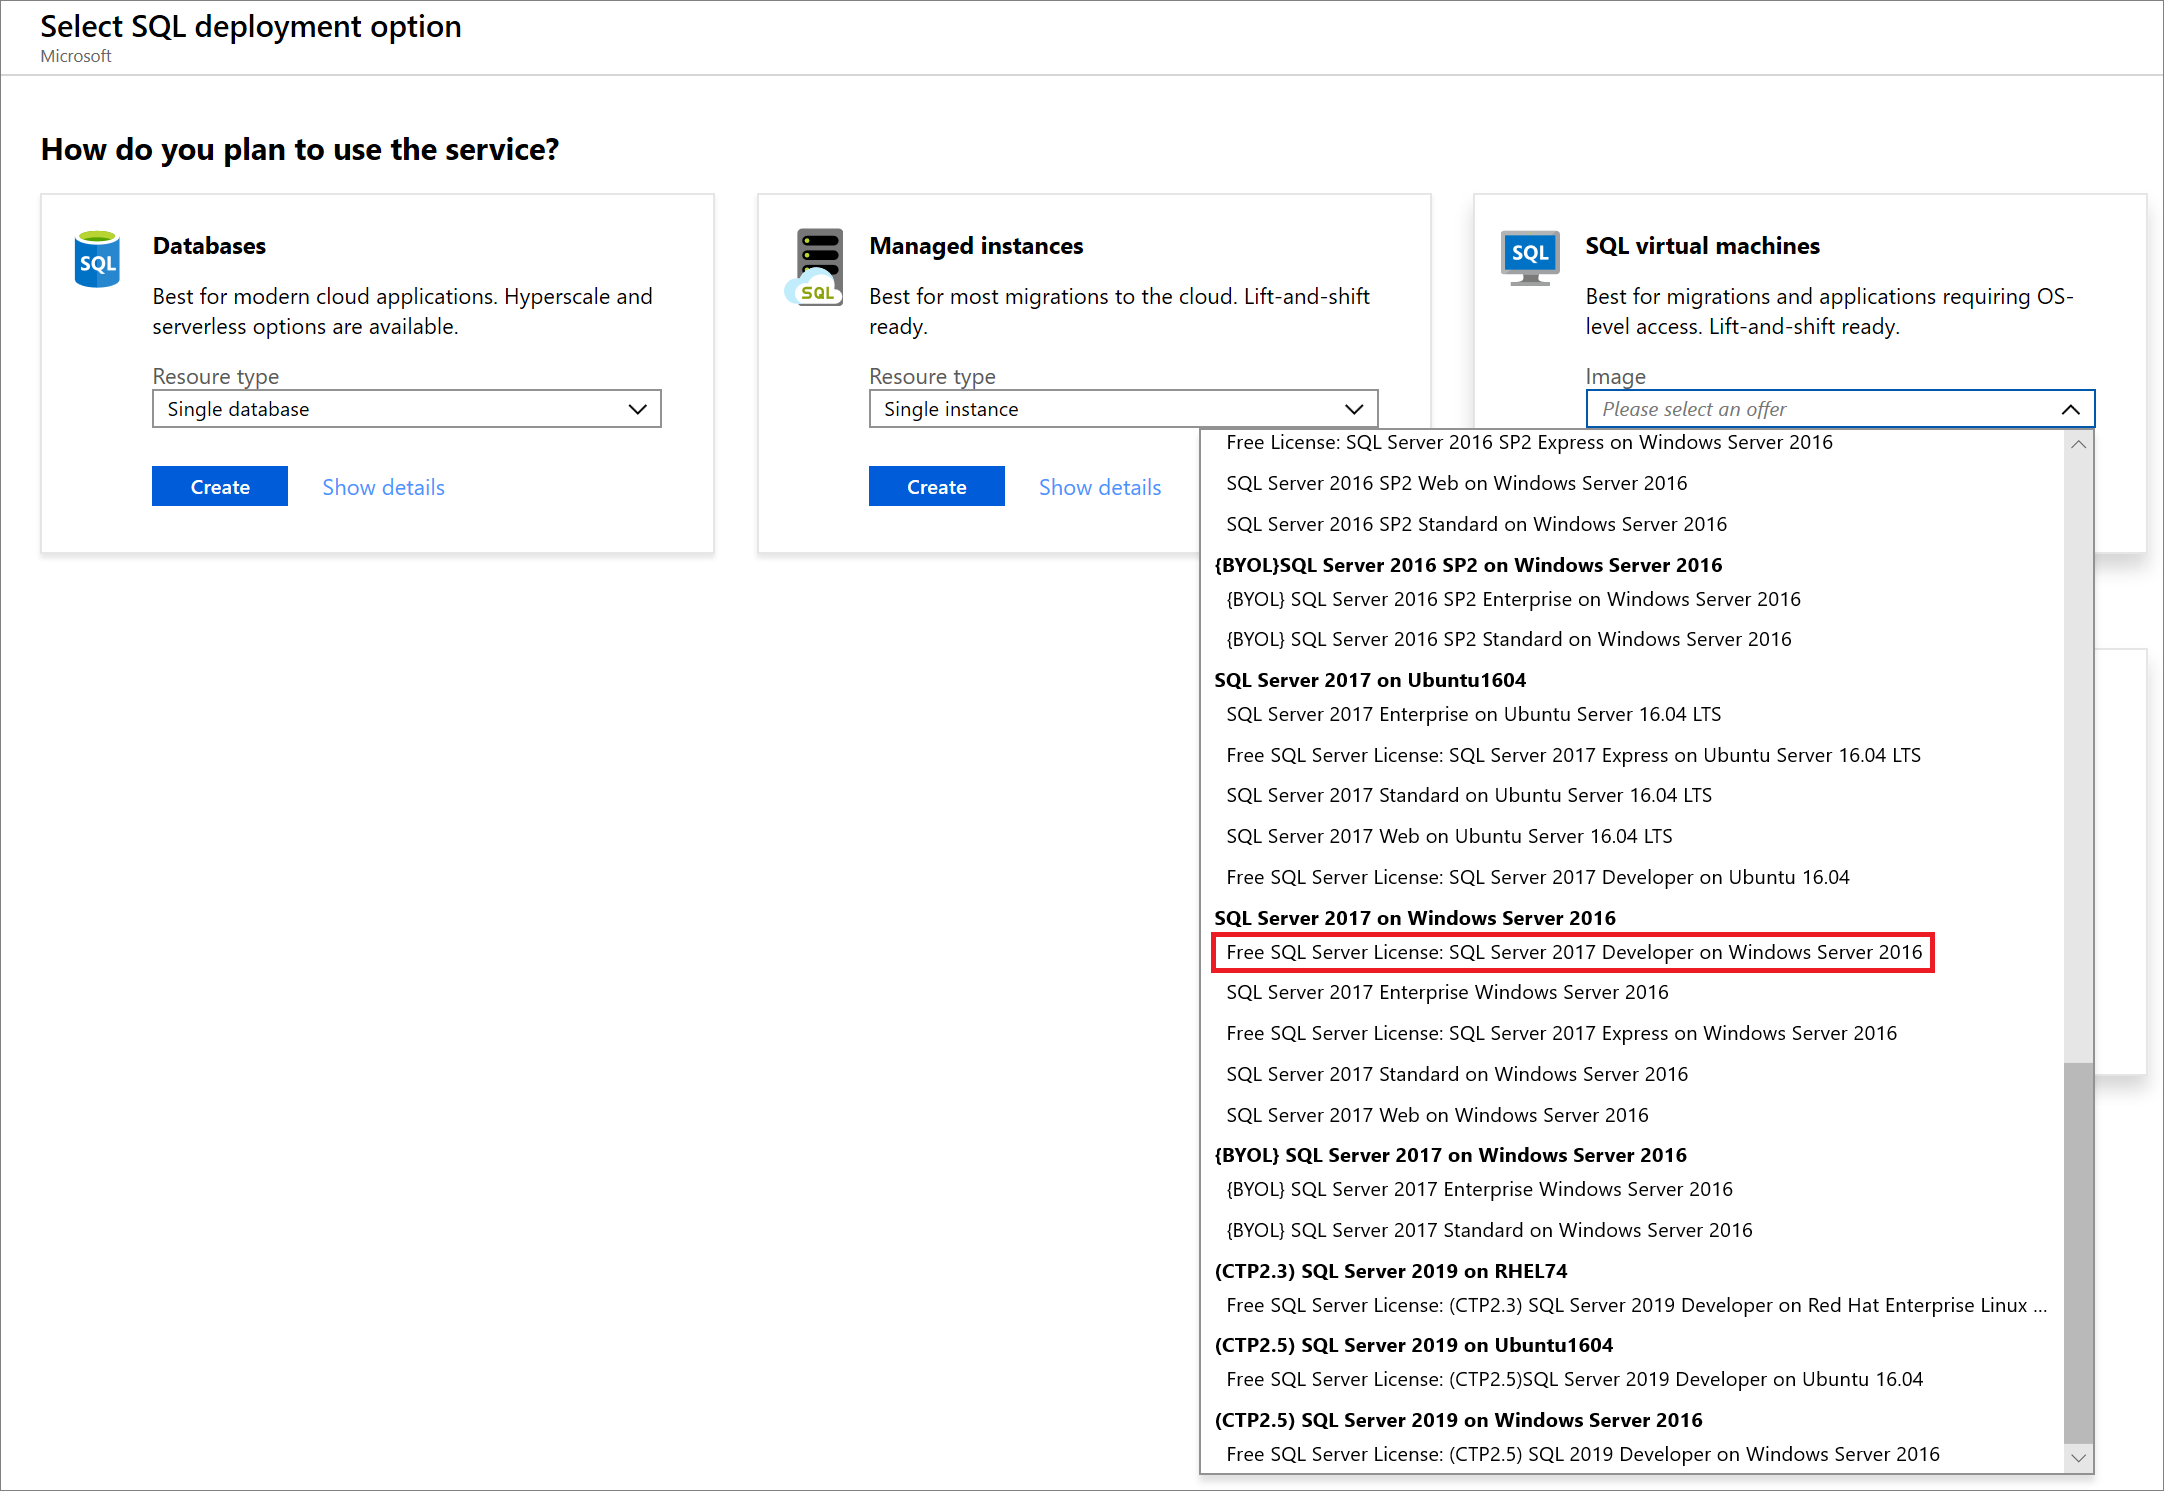 Select SQL deployment option
Microsoft
How do you plan to use the service?
SQL
Databases
Best for modern cloud applications. Hyperscale and
serverless options are available.
Resoure type
Single database
Create
Show details
SQL
Managed instances
Best for most migrations to the cloud. Lift-and-shift
ready.
Resoure type
Single instance
Create
Show details
SQL
SQL virtual machines
Best for migrations and applications requiring OS-
level access. Lift-and-shift ready.
Image
Please select an offer
Free License: SQL Server 2016 SP2 Express on Windows Server 2016
SQL Server 2016 SP2 Web on Windows Server 2016
SQL Server 2016 SP2 Standard on Windows Server 2016
{BYOL}SQL Server 2016 SP2 on Windows Server 2016
{BYOL} SQL Server 2016 SP2 Enterprise on Windows Server 2016
{BYOL} SQL Server 2016 SP2 Standard on Windows Server 2016
SQL Server 2017 on Ubuntu1604
SQL Server 2017 Enterprise on Ubuntu Server 16.04 LTS
Free SQL Server License: SQL Server 2017 Express on Ubuntu Server 16.04 LTS
SQL Server 2017 Standard on Ubuntu Server 16.04 LTS
SQL Server 2017 Web on Ubuntu Server 16.04 LTS
Free SQL Server License: SQL Server 2017 Developer on Ubuntu 16.04
SQL Server 2017 on Windows Server 2016
Free SQL Server License: SQL Server 2017 Developer on Windows Server 2016
SQL Server 2017 Enterprise Windows Server 2016
Free SQL Server License: SQL Server 2017 Express on Windows Server 2016
SQL Server 2017 Standard on Windows Server 2016
SQL Server 2017 Web on Windows Server 2016
{BYOL} SQL Server 2017 on Windows Server 2016
{BYOL} SQL Server 2017 Enterprise Windows Server 2016
{BYOL} SQL Server 2017 Standard on Windows Server 2016
(CTP2.3) SQL Server 2019 on RHEL74
Free SQL Server License: (CTP2.3) SQL Server 2019 Developer on Red Hat Enterprise Linux ...
(CTP2.5) SQL Server 2019 on Ubuntu1604
Free SQL Server License: (CTP2.5)SQL Server 2019 Developer on Ubuntu 16.04
(CTP2.5) SQL Server 2019 on Windows Server 2016
Free SQL Server License: (CTP2.5) SQL 2019 Developer on Windows Server 2016